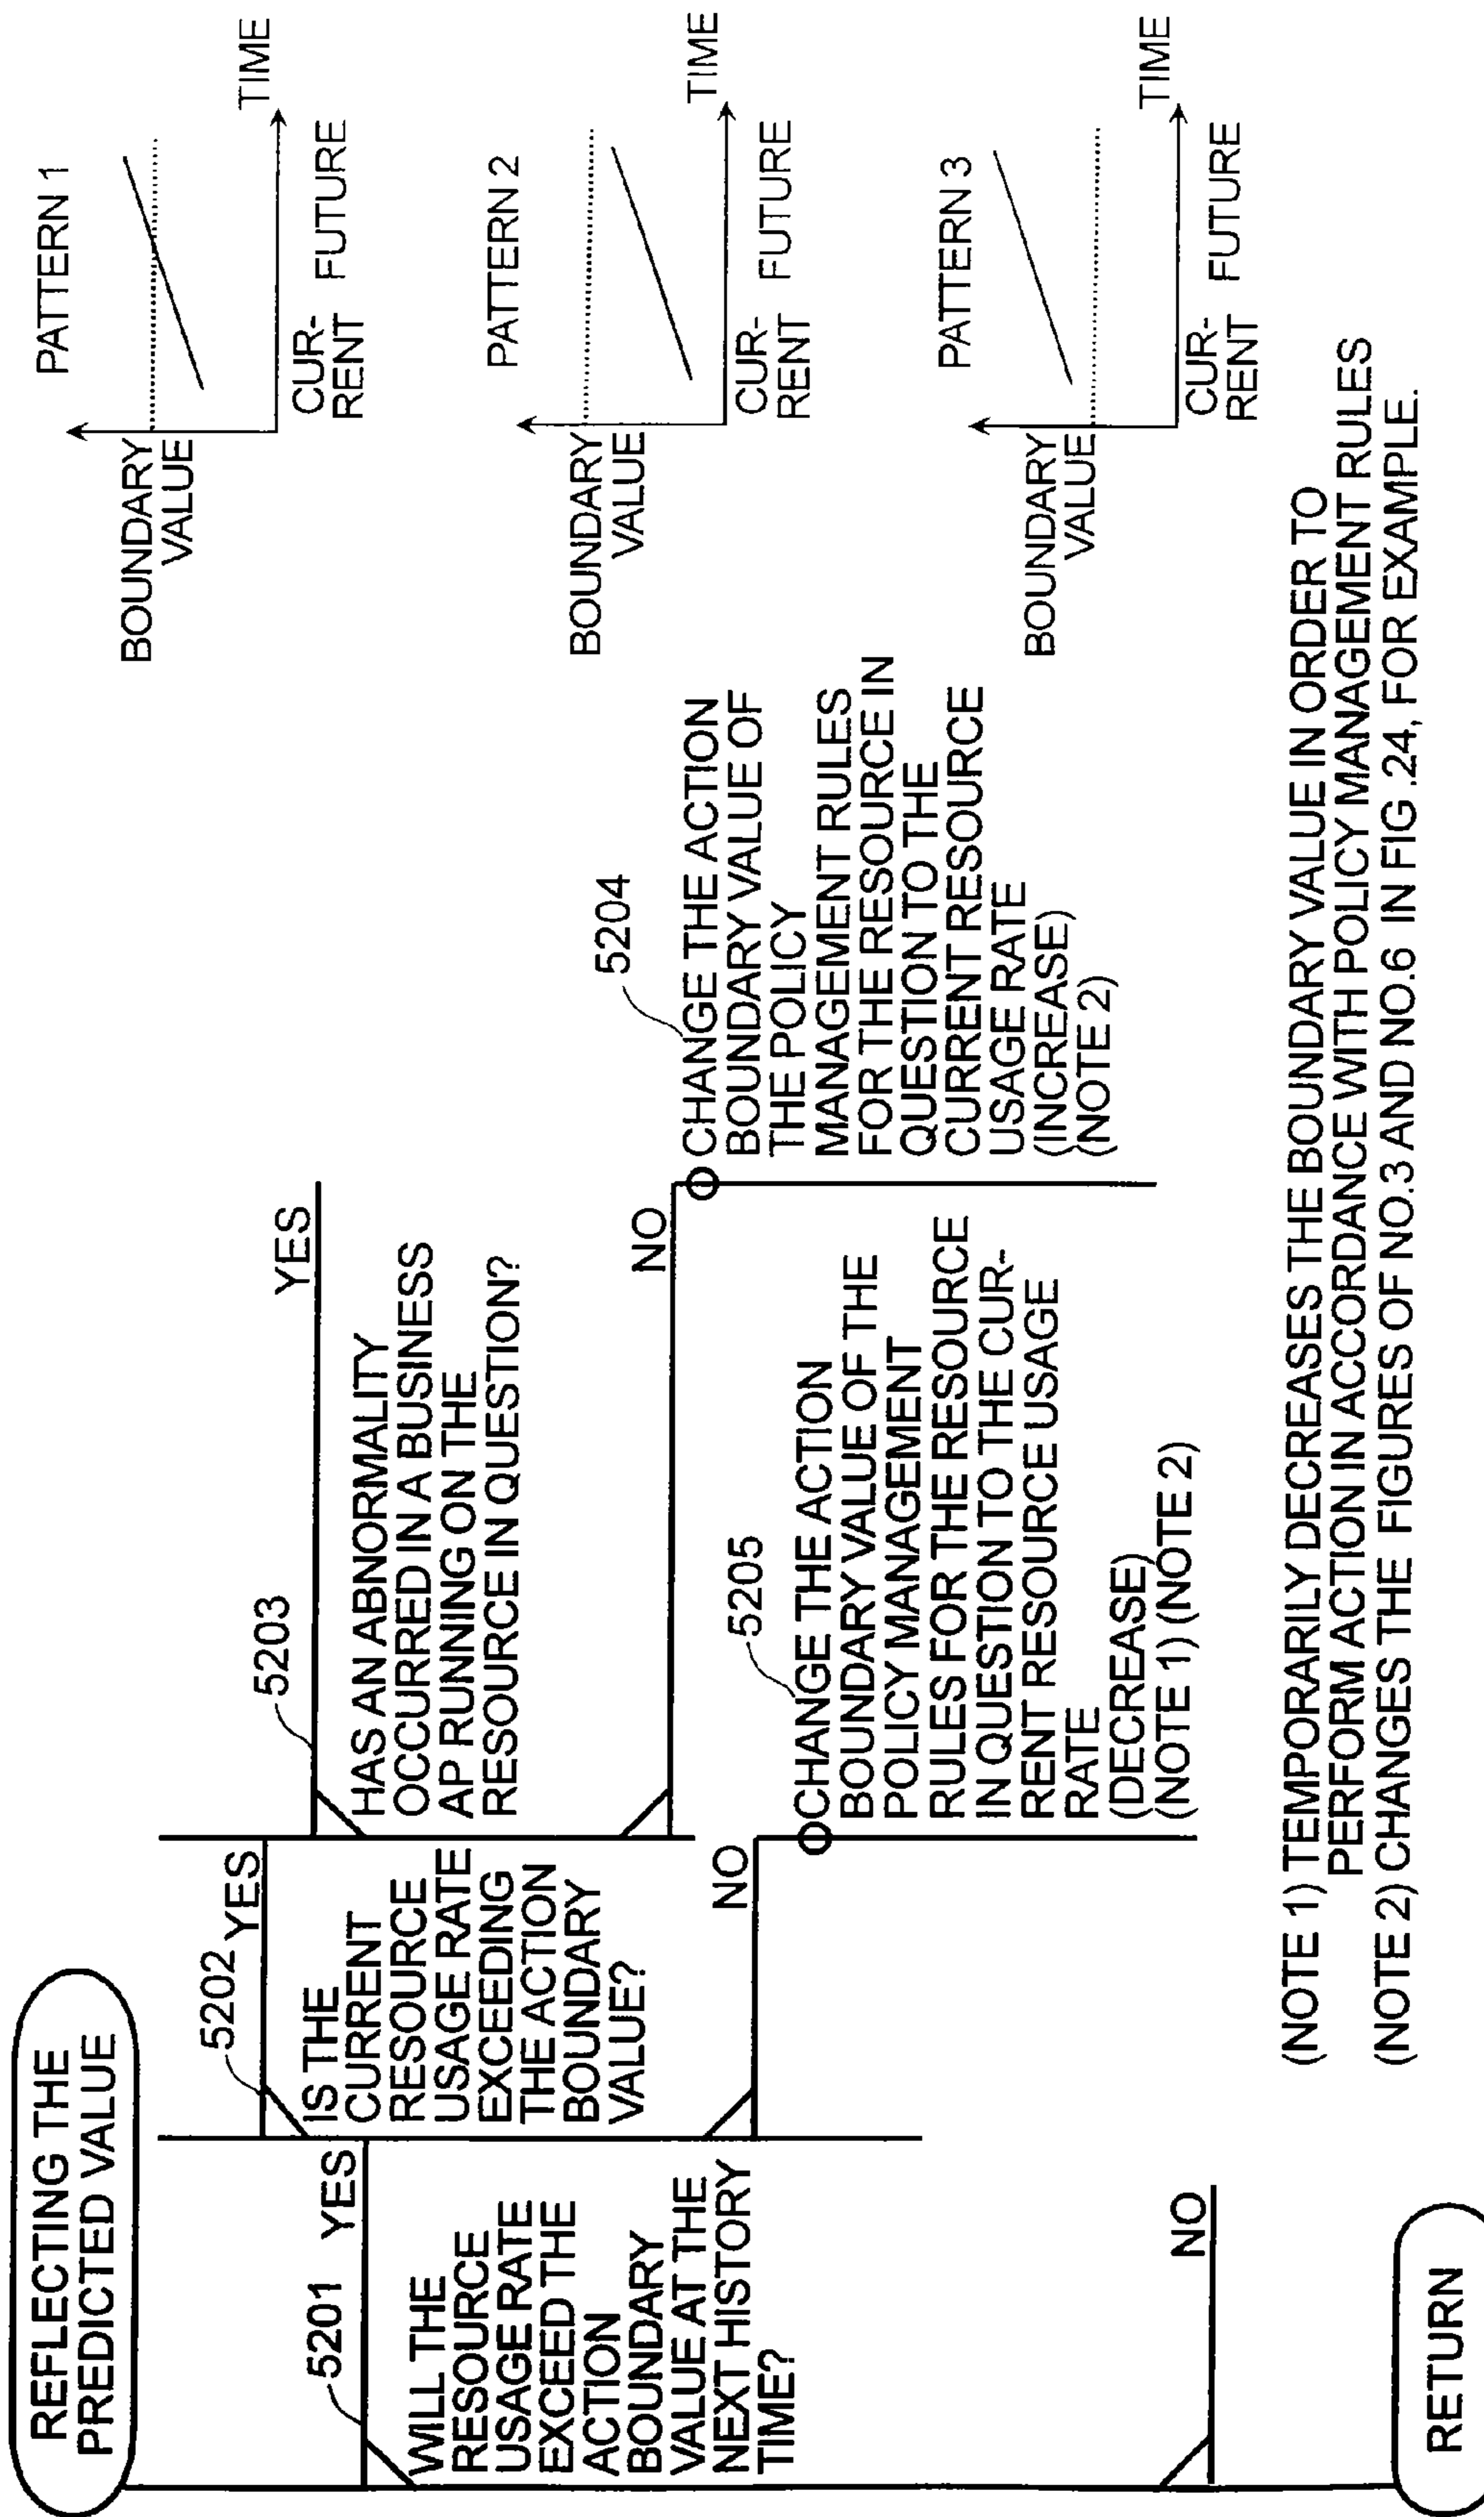 REFLECTING THE
PREDICTED VALUE
5201
YES
WILL THE
RESOURCE
USAGE RATE
EXCEED THE
ACTION
BOUNDARY
VALUE AT THE
NEXT HISTORY
TIME?
NO
RETURN
5202
YES
IS THE
CURRENT
RESOURCE
USAGE RATE
EXCEEDING
THE ACTION
BOUNDARY
VALUE?
NO
5203
YES
HAS AN ABNORMALITY
OCCURRED IN A BUSINESS
AP RUNNING ON THE
RESOURCE IN QUESTION?
NO
5204
CHANGE THE ACTION
BOUNDARY VALUE OF
THE POLICY
MANAGEMENT RULES
FOR THE RESOURCE IN
QUESTION TO THE
CURRENT RESOURCE
USAGE RATE
(INCREASE)
(NOTE 2)
5205
CHANGE THE ACTION
BOUNDARY VALUE OF THE
POLICY MANAGEMENT
RULES FOR THE RESOURCE
IN QUESTION TO THE CUR-
RENT RESOURCE USAGE
RATE
(DECREASE)
(NOTE 1)(NOTE 2)
PATTERN 1
BOUNDARY
VALUE
TIME
CUR-
RENT
FUTURE
PATTERN 2
BOUNDARY
VALUE
TIME
CUR-
RENT
FUTURE
PATTERN 3
BOUNDARY
VALUE
TIME
CUR-
RENT
FUTURE
(NOTE 1) TEMPORARILY DECREASES THE BOUNDARY VALUE IN ORDER TO
PERFORM ACTION IN ACCORDANCE WITH POLICY MANAGEMENT RULES
(NOTE 2) CHANGES THE FIGURES OF NO.3 AND NO.6 IN FIG .24, FOR EXAMPLE.